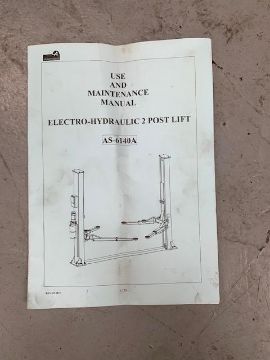 USE
AND
MAINTENANCE
MANUAL
ELECTRO-HYDRAULIC 2 POST LIFT
AS-6140A